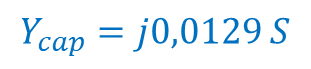 Y_cap = j0,0129 S